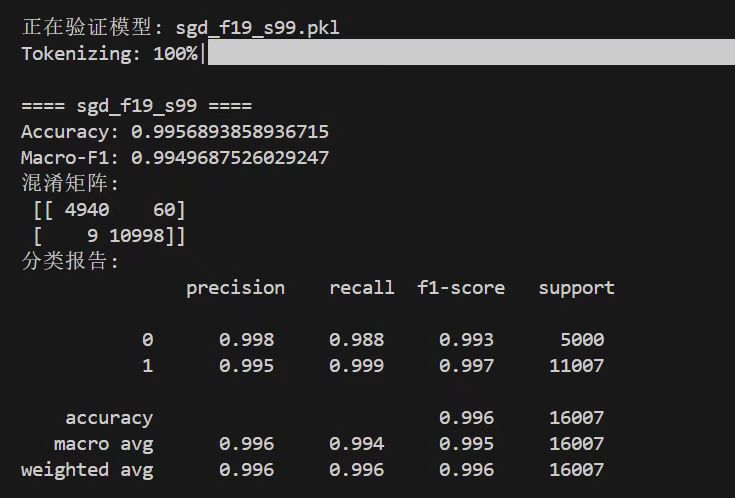 正在验证模型: sgd_f19_s99.pkl
Tokenizing: 100%|
==== sgd_f19_s99 ====
Accuracy: 0.9956893858936715
Macro-F1: 0.9949687526029247
混淆矩阵:
[[ 4940 60]
[ 9 10998]]
分类报告:
precision recall f1-score support
0 0.998 0.988 0.993 5000
1 0.995 0.999 0.997 11007
accuracy 0.996 16007
macro avg 0.996 0.994 0.995 16007
weighted avg 0.996 0.996 0.996 16007